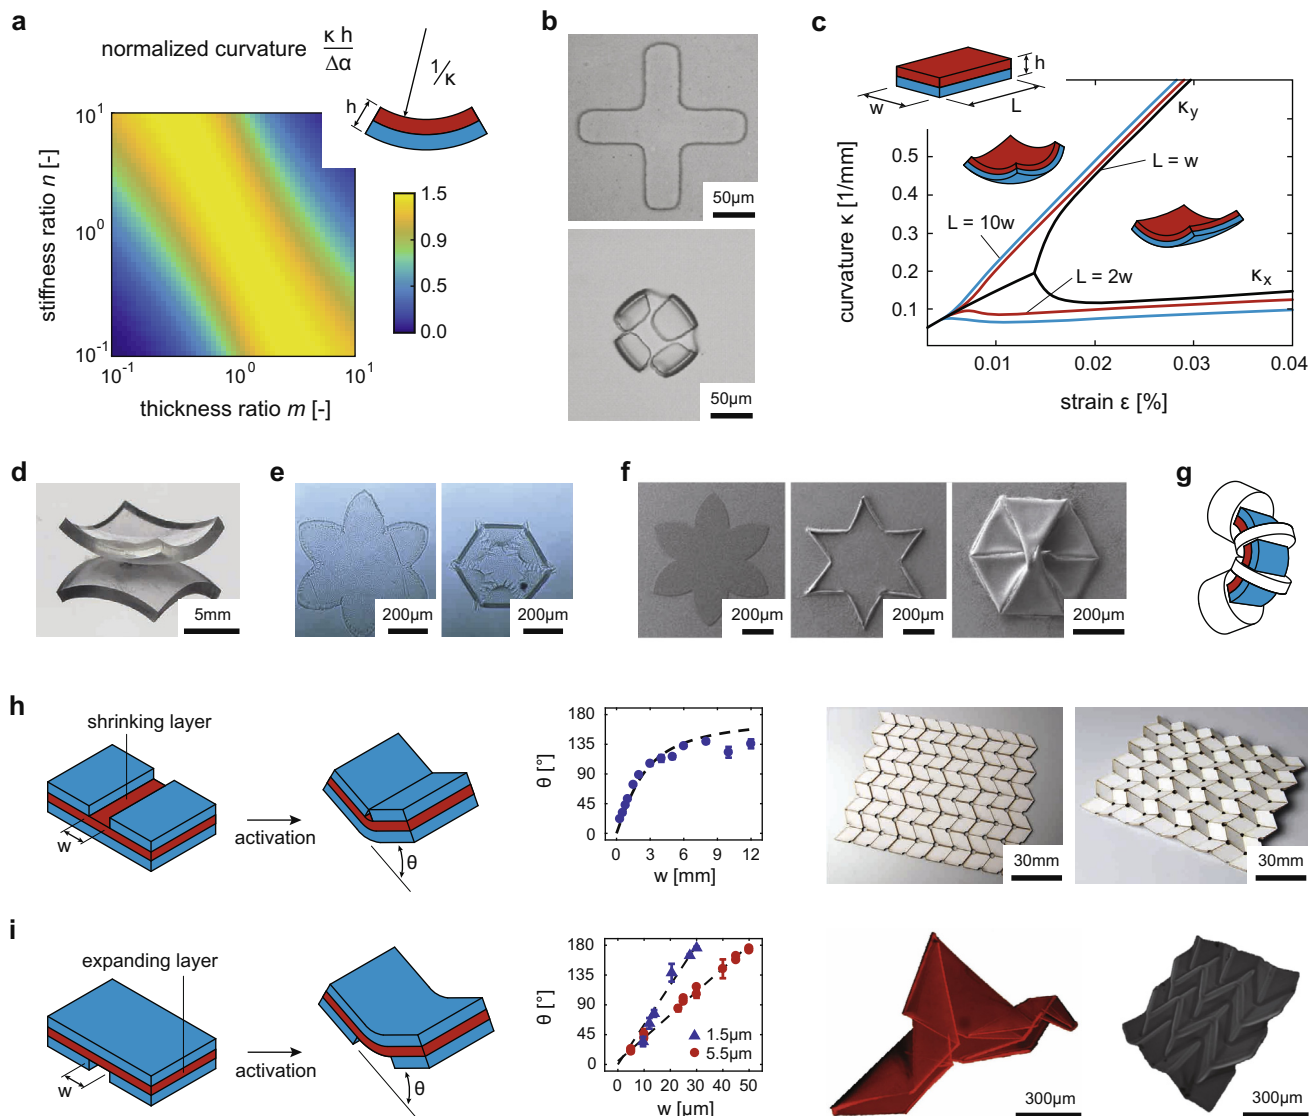 a
normalized curvature κ h / Δα
1/κ
h
stiffness ratio n [-]
10^1
10^0
10^-1
10^-1
10^0
10^1
thickness ratio m [-]
1.5
0.9
0.6
0.0
b
50µm
50µm
c
h
w
L
curvature κ [1/mm]
0.5
0.4
0.3
0.2
0.1
κy
L = w
L = 10w
L = 2w
κx
0.01
0.02
0.03
0.04
strain ε [%]
d
5mm
e
200µm
200µm
f
200µm
200µm
200µm
g
h
shrinking layer
w
activation
θ
θ [°]
180
135
90
45
0
0 3 6 9 12
w [mm]
30mm
30mm
i
expanding layer
w
activation
θ
θ [°]
180
135
90
45
0
1.5µm
5.5µm
0 10 20 30 40 50
w [µm]
300µm
300µm